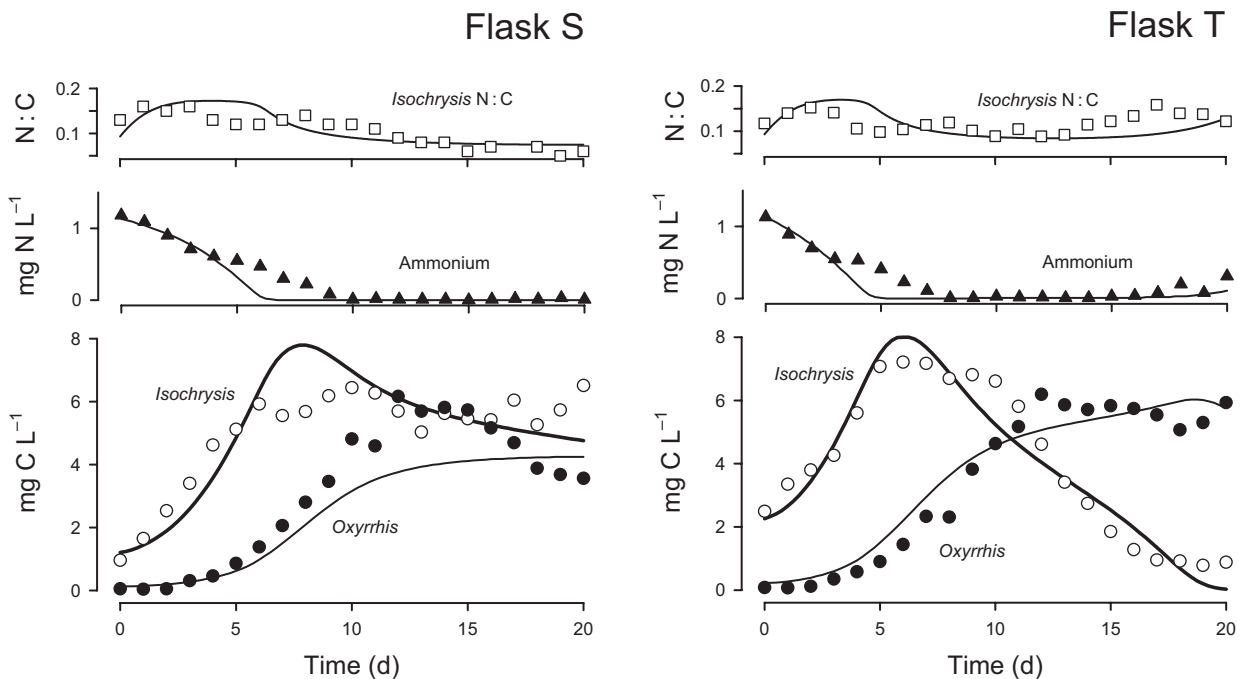 Flask S
N : C
0.2
0.1
Isochrysis N : C
mg N L−1
1
0
Ammonium
mg C L−1
8
6
4
2
0
Isochrysis
Oxyrrhis
0 5 10 15 20
Time (d)
Flask T
N : C
0.2
0.1
Isochrysis N : C
mg N L−1
1
0
Ammonium
mg C L−1
8
6
4
2
0
Isochrysis
Oxyrrhis
0 5 10 15 20
Time (d)